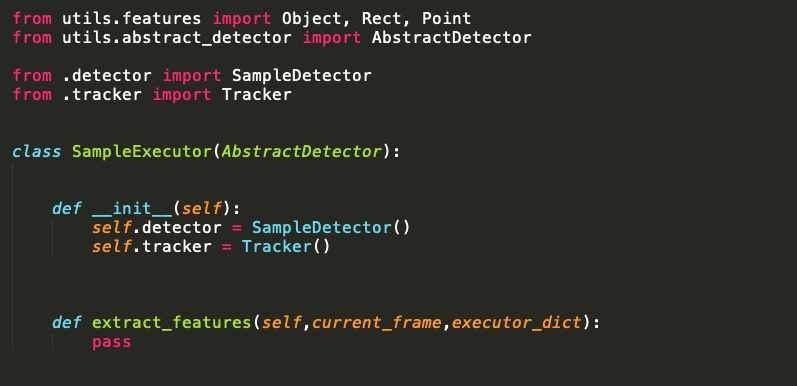 from utils.features import Object, Rect, Point
from utils.abstract_detector import AbstractDetector
from .detector import SampleDetector
from .tracker import Tracker
class SampleExecutor(AbstractDetector):
def __init__(self):
self.detector = SampleDetector()
self.tracker = Tracker()
def extract_features(self,current_frame,executor_dict):
pass